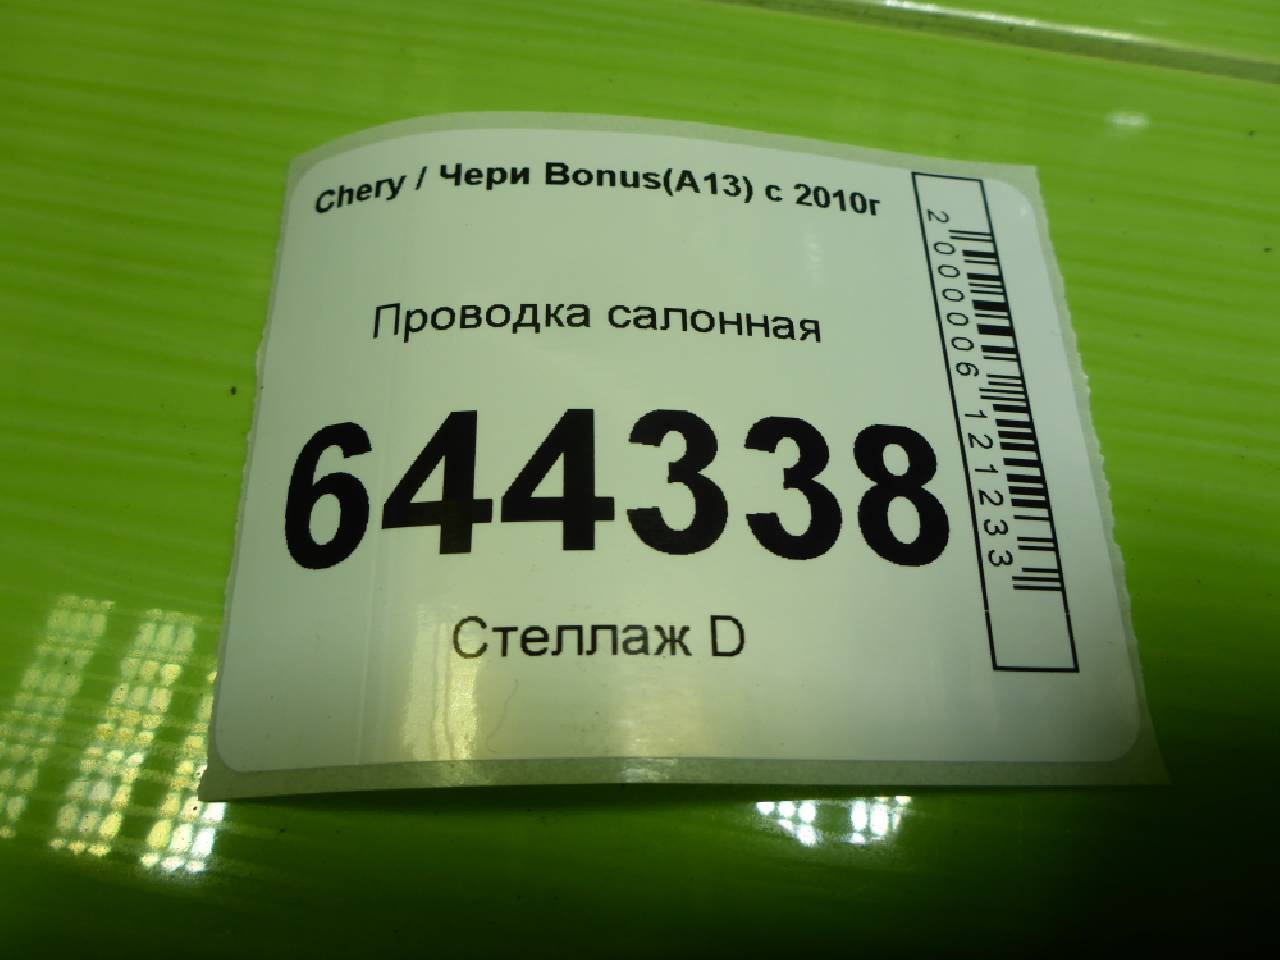 Chery / Чери Bonus(A13) с 2010г
Проводка салонная
644338
Стеллаж D
2000006121233